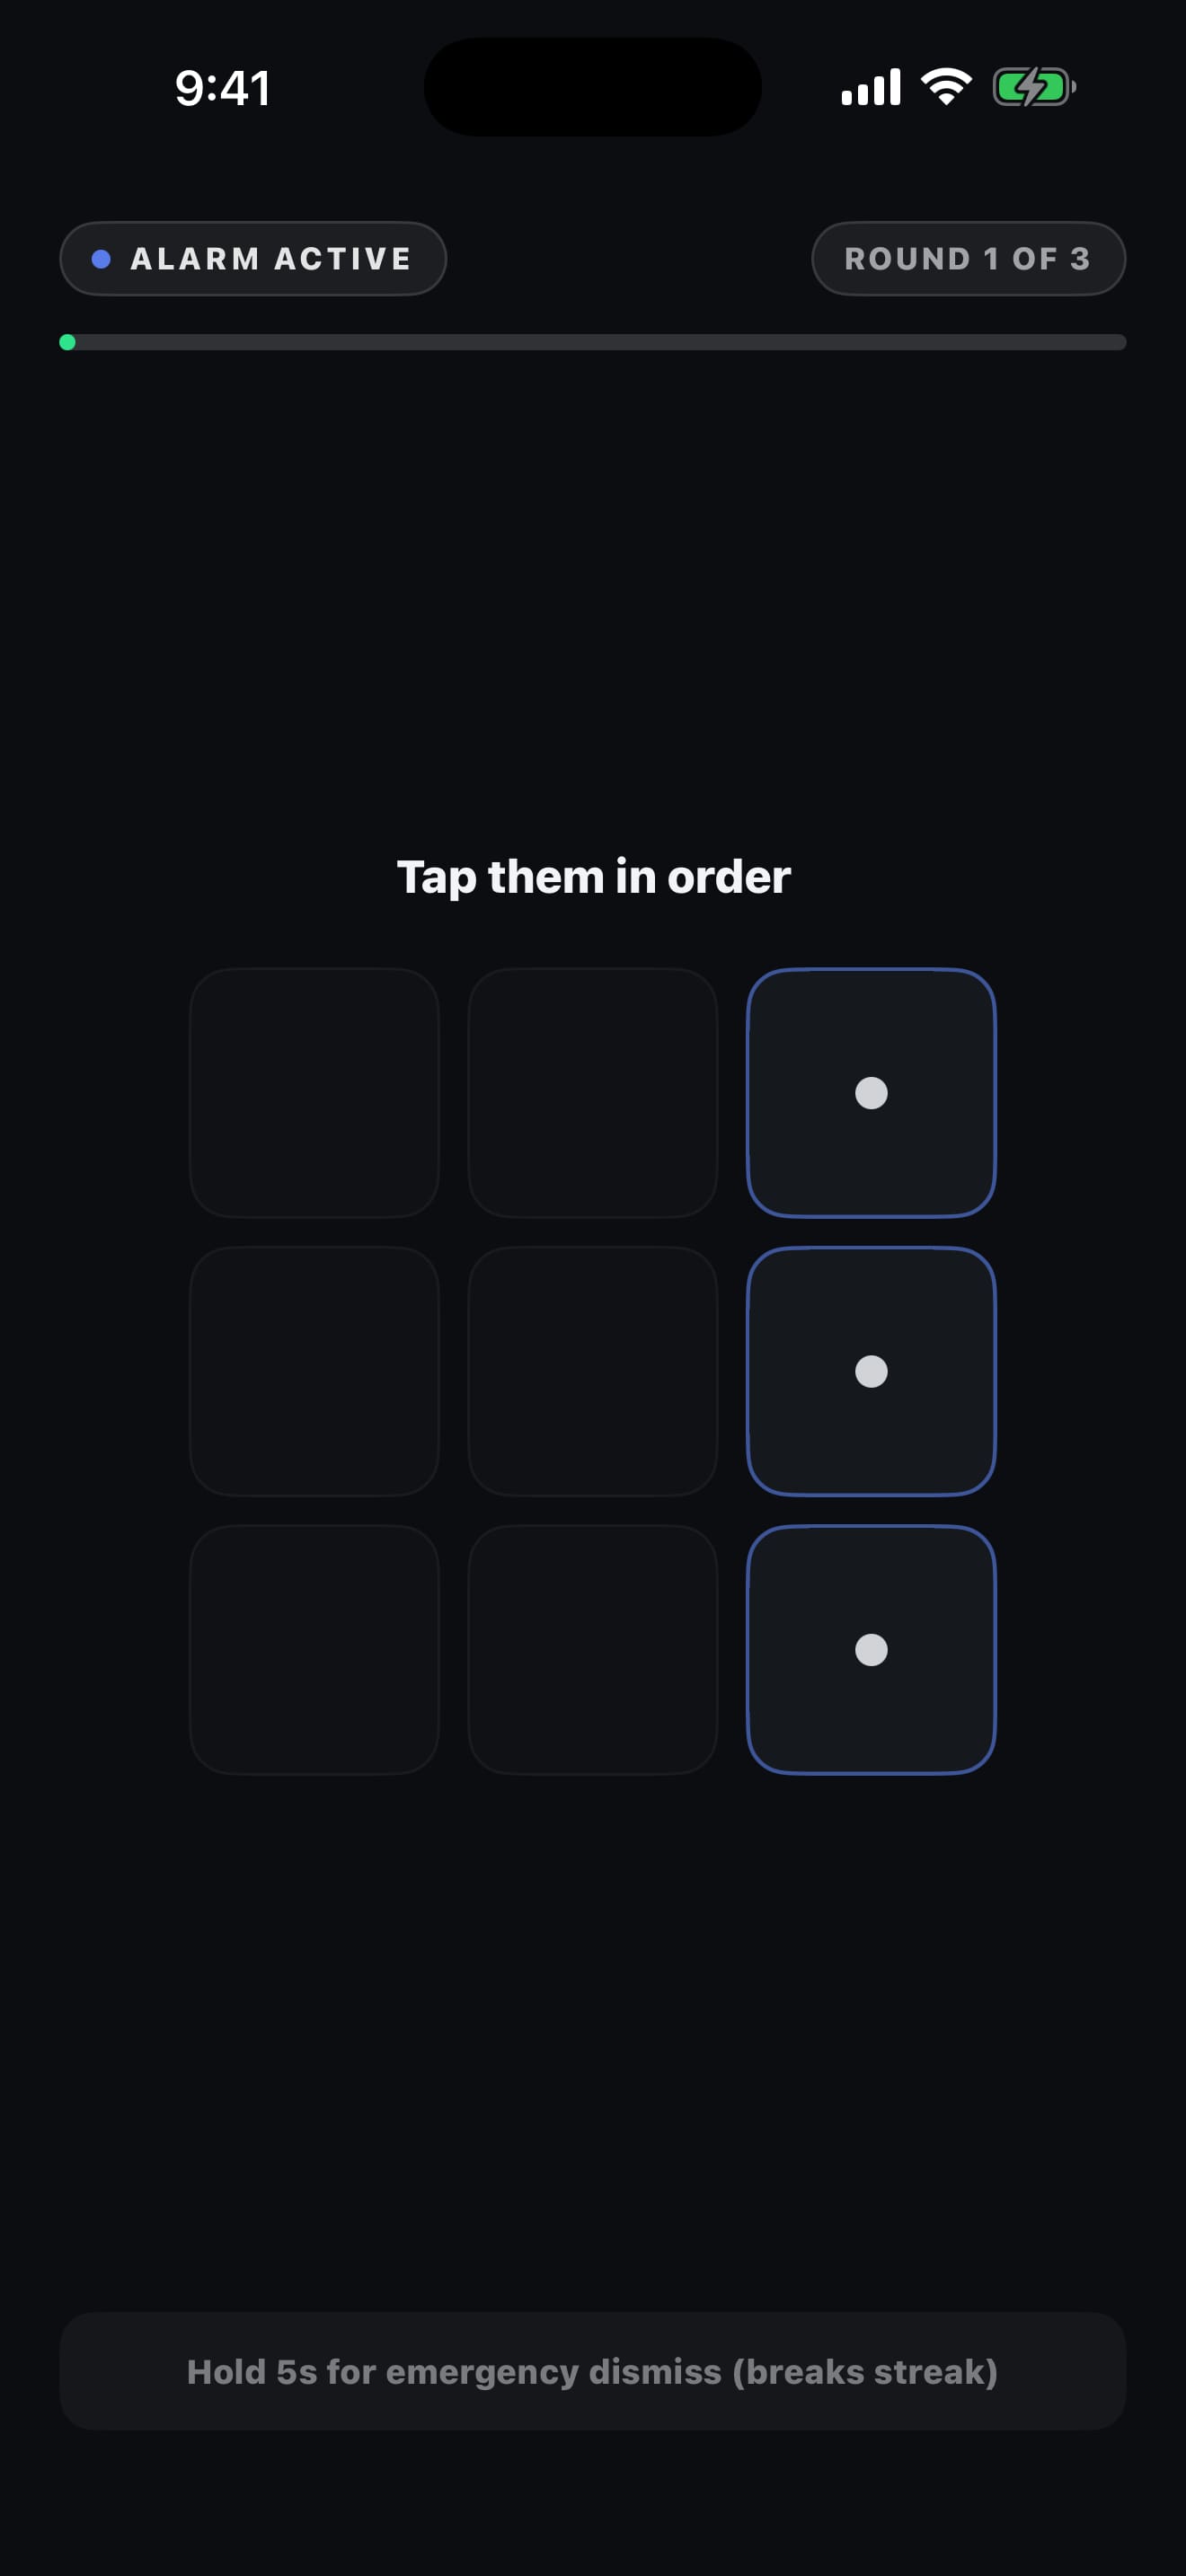 9:41
ALARM ACTIVE
ROUND 1 OF 3
Tap them in order
Hold 5s for emergency dismiss (breaks streak)